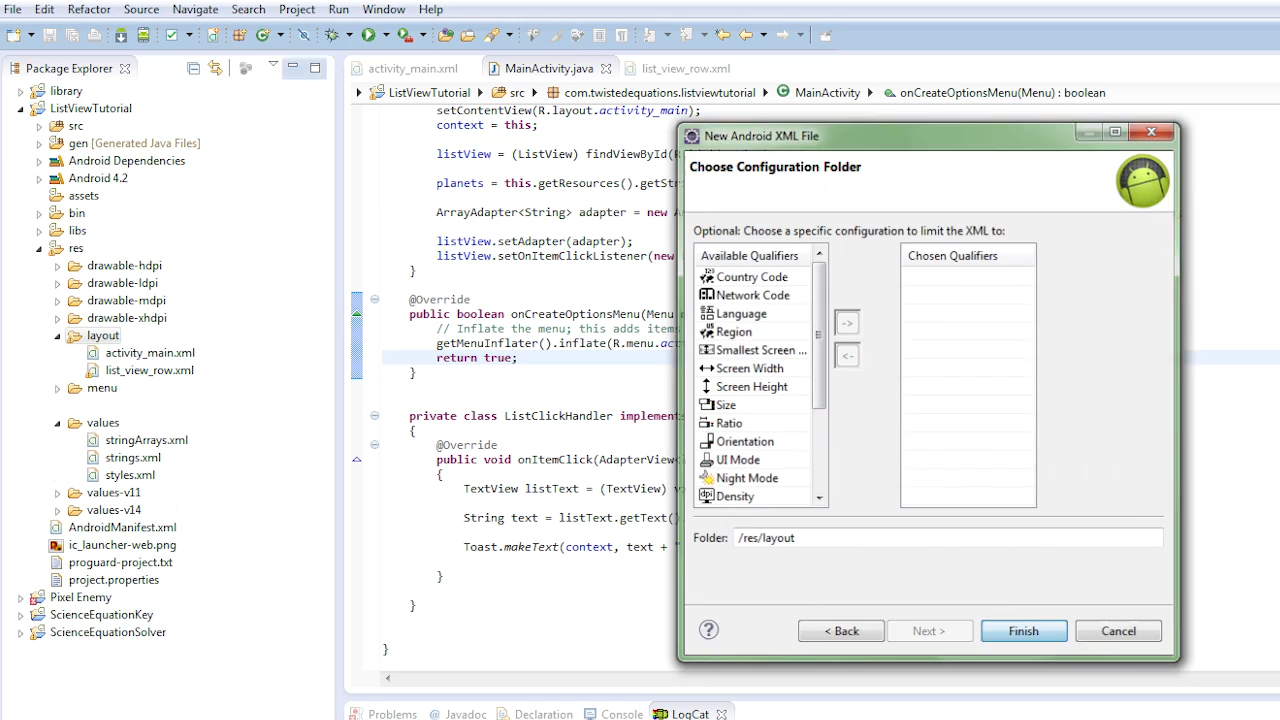 File Edit Refactor Source Navigate Search Project Run Window Help
Package Explorer
library
ListViewTutorial
src
gen [Generated Java Files]
Android Dependencies
Android 4.2
assets
bin
libs
res
drawable-hdpi
drawable-ldpi
drawable-mdpi
drawable-xhdpi
layout
activity_main.xml
list_view_row.xml
menu
values
stringArrays.xml
strings.xml
styles.xml
values-v11
values-v14
AndroidManifest.xml
ic_launcher-web.png
proguard-project.txt
project.properties
Pixel Enemy
ScienceEquationKey
ScienceEquationSolver
activity_main.xml MainActivity.java list_view_row.xml
ListViewTutorial src com.twistedequations.listviewtutorial MainActivity onCreateOptionsMenu(Menu) : boolean
setContentView(R.layout.activity_main);
context = this;
listView = (ListView) findViewById(
planets = this.getResources().getStr
ArrayAdapter<String> adapter = new A
listView.setAdapter(adapter);
listView.setOnItemClickListener(new
}
@Override
public boolean onCreateOptionsMenu(Menu
// Inflate the menu; this adds items
getMenuInflater().inflate(R.menu.act
return true;
}
private class ListClickHandler implements
{
@Override
public void onItemClick(AdapterView<
{
TextView listText = (TextView) v
String text = listText.getText()
Toast.makeText(context, text + "
}
}
}
New Android XML File
Choose Configuration Folder
Optional: Choose a specific configuration to limit the XML to:
Available Qualifiers
Country Code
Network Code
Language
Region
Smallest Screen ...
Screen Width
Screen Height
Size
Ratio
Orientation
UI Mode
Night Mode
dpi Density
->
<-
Chosen Qualifiers
Folder: /res/layout
? < Back Next > Finish Cancel
Problems @ Javadoc Declaration Console LogCat